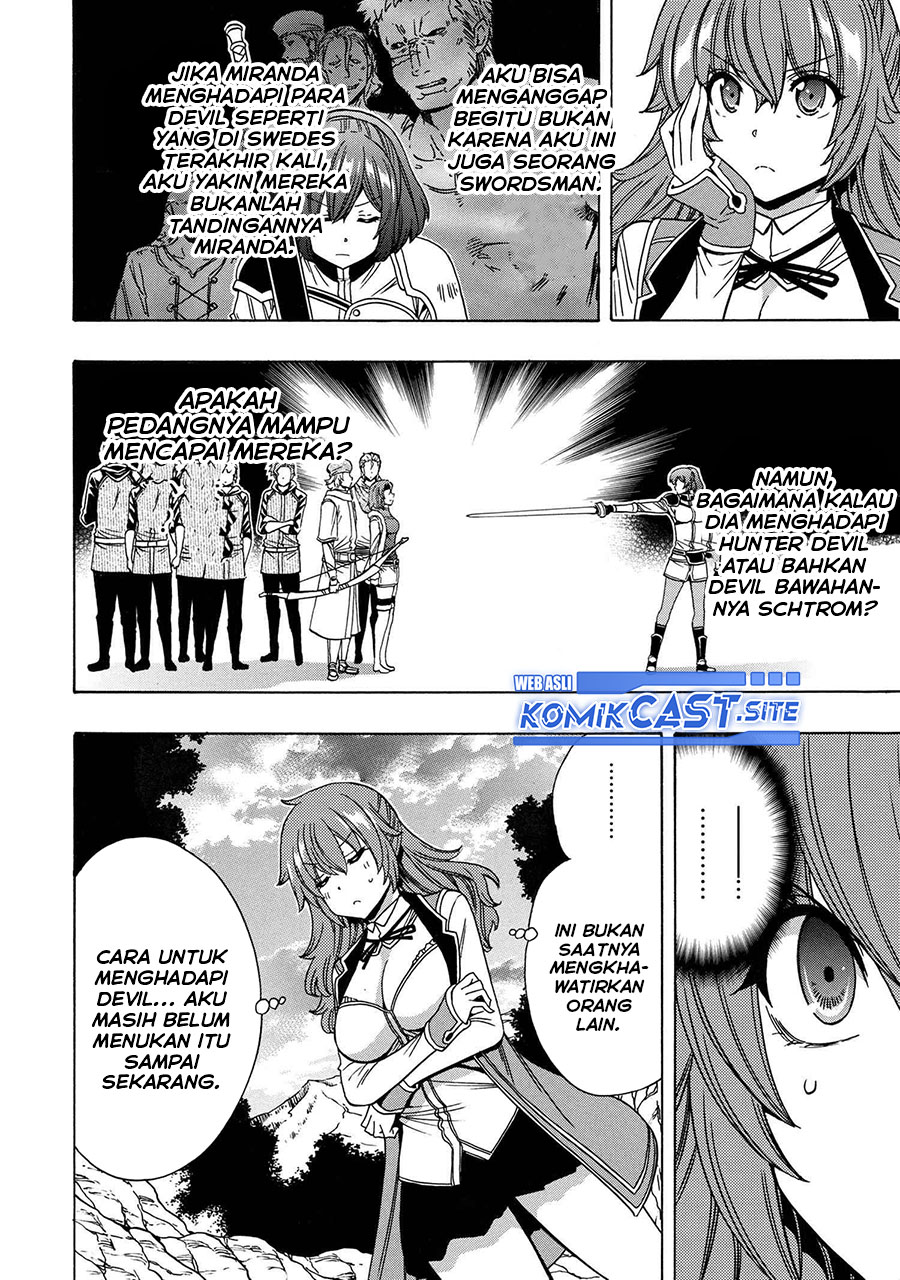 AKU BISA
MENGANGGAP
BEGITU BUKAN
KARENA AKU INI
JUGA SEORANG
SWORDSMAN.
JIKA MIRANDA
MENGHADAPI PARA
DEVIL SEPERTI
YANG DI SWEDES
TERAKHIR KALI,
AKU YAKIN MEREKA
BUKANLAH
TANDINGANNYA
MIRANDA.
NAMUN,
BAGAIMANA KALAU
DIA MENGHADAPI
HUNTER DEVIL
ATAU BAHKAN
DEVIL BAWAHAN-
NYA SCHTROM?
APAKAH
PEDANGNYA MAMPU
MENCAPAI MEREKA?
WEB ASLI
KOMIKCAST.SITE
INI BUKAN
SAATNYA
MENGKHA-
WATIRKAN
ORANG
LAIN.
CARA UNTUK
MENGHADAPI
DEVIL... AKU
MASIH BELUM
MENUKAN ITU
SAMPAI
SEKARANG.